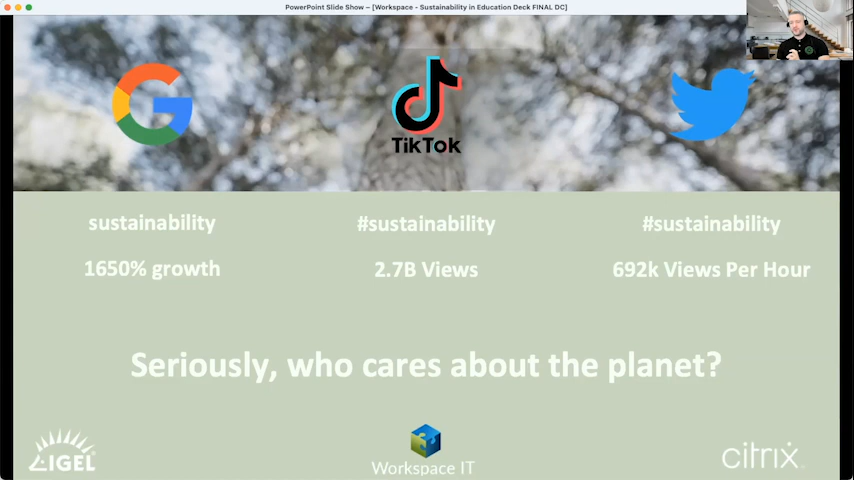 PowerPoint Slide Show – [Workspace - Sustainability in Education Deck FINAL DC]
TikTok
sustainability
#sustainability
#sustainability
1650% growth
2.7B Views
692k Views Per Hour
Seriously, who cares about the planet?
IGEL
Workspace IT
citrix